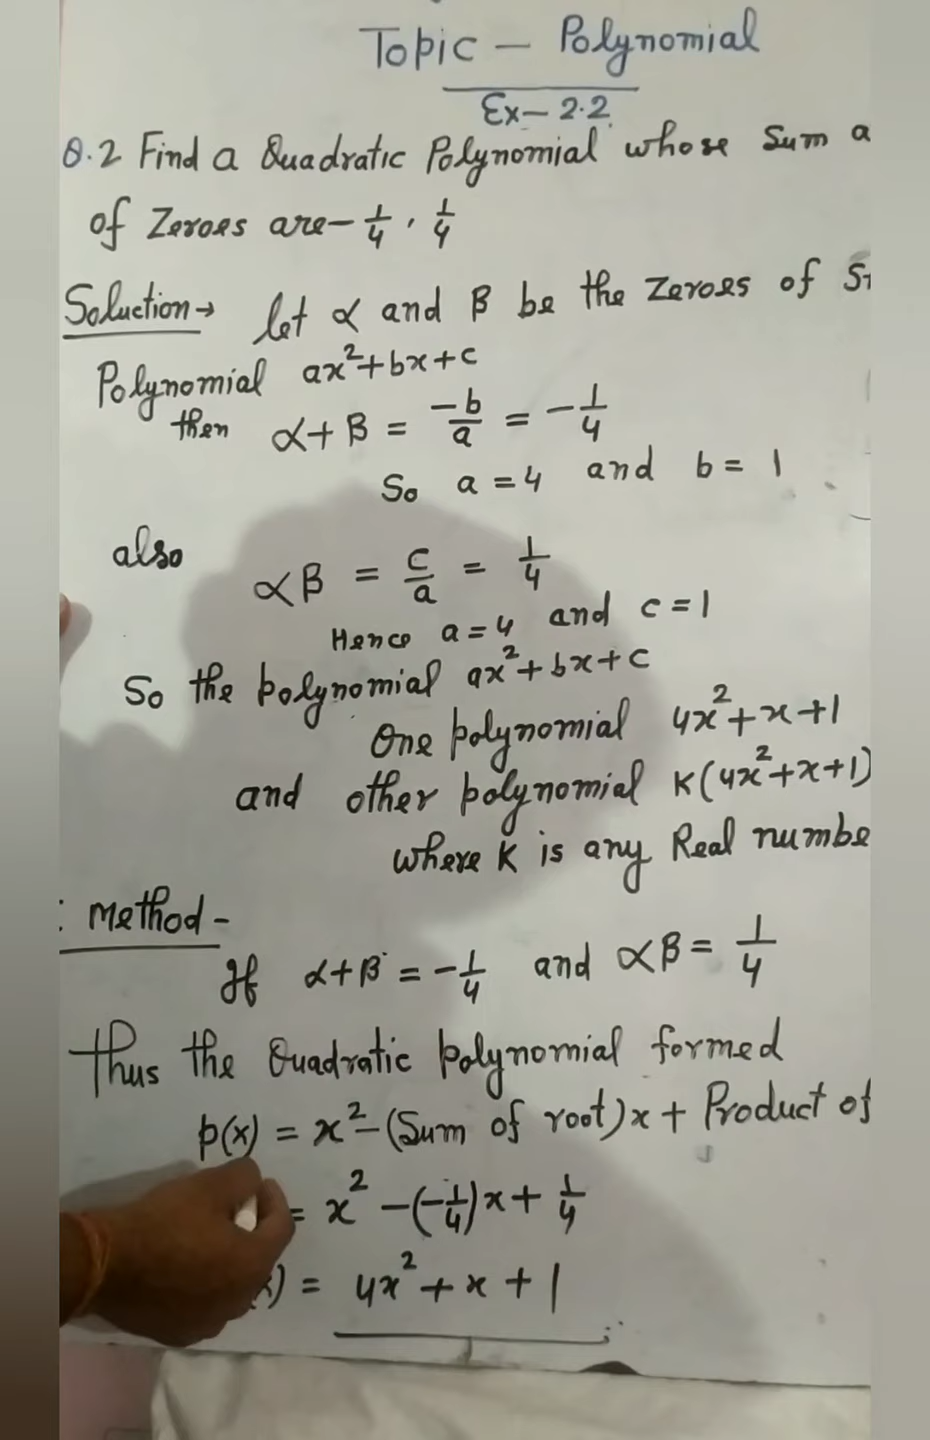 Topic - Polynomial
Ex- 2.2
Q.2 Find a Quadratic Polynomial whose Sum a
of Zeroes are - 1/4, 1/4
Soluction → let α and β be the Zeroes of
Polynomial ax²+bx+c
then α+β = -b/a = -1/4
So a = 4 and b = 1
also
αβ = c/a = 1/4
Hence a = 4 and c = 1
So the polynomial ax²+bx+c
One polynomial 4x²+x+1
and other polynomial K(4x²+x+1)
where K is any Real numbe
: Method -
If α+β = -1/4 and αβ = 1/4
Thus the Quadratic polynomial formed
p(x) = x² - (Sum of root)x + Product of
= x² - (-1/4)x + 1/4
x) = 4x² + x + 1